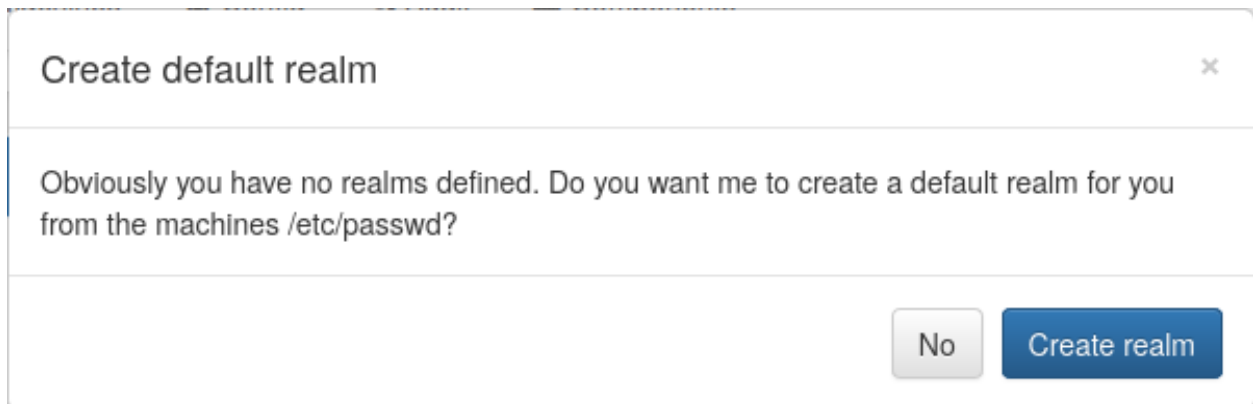 Create default realm
×
Obviously you have no realms defined. Do you want me to create a default realm for you
from the machines /etc/passwd?
No
Create realm